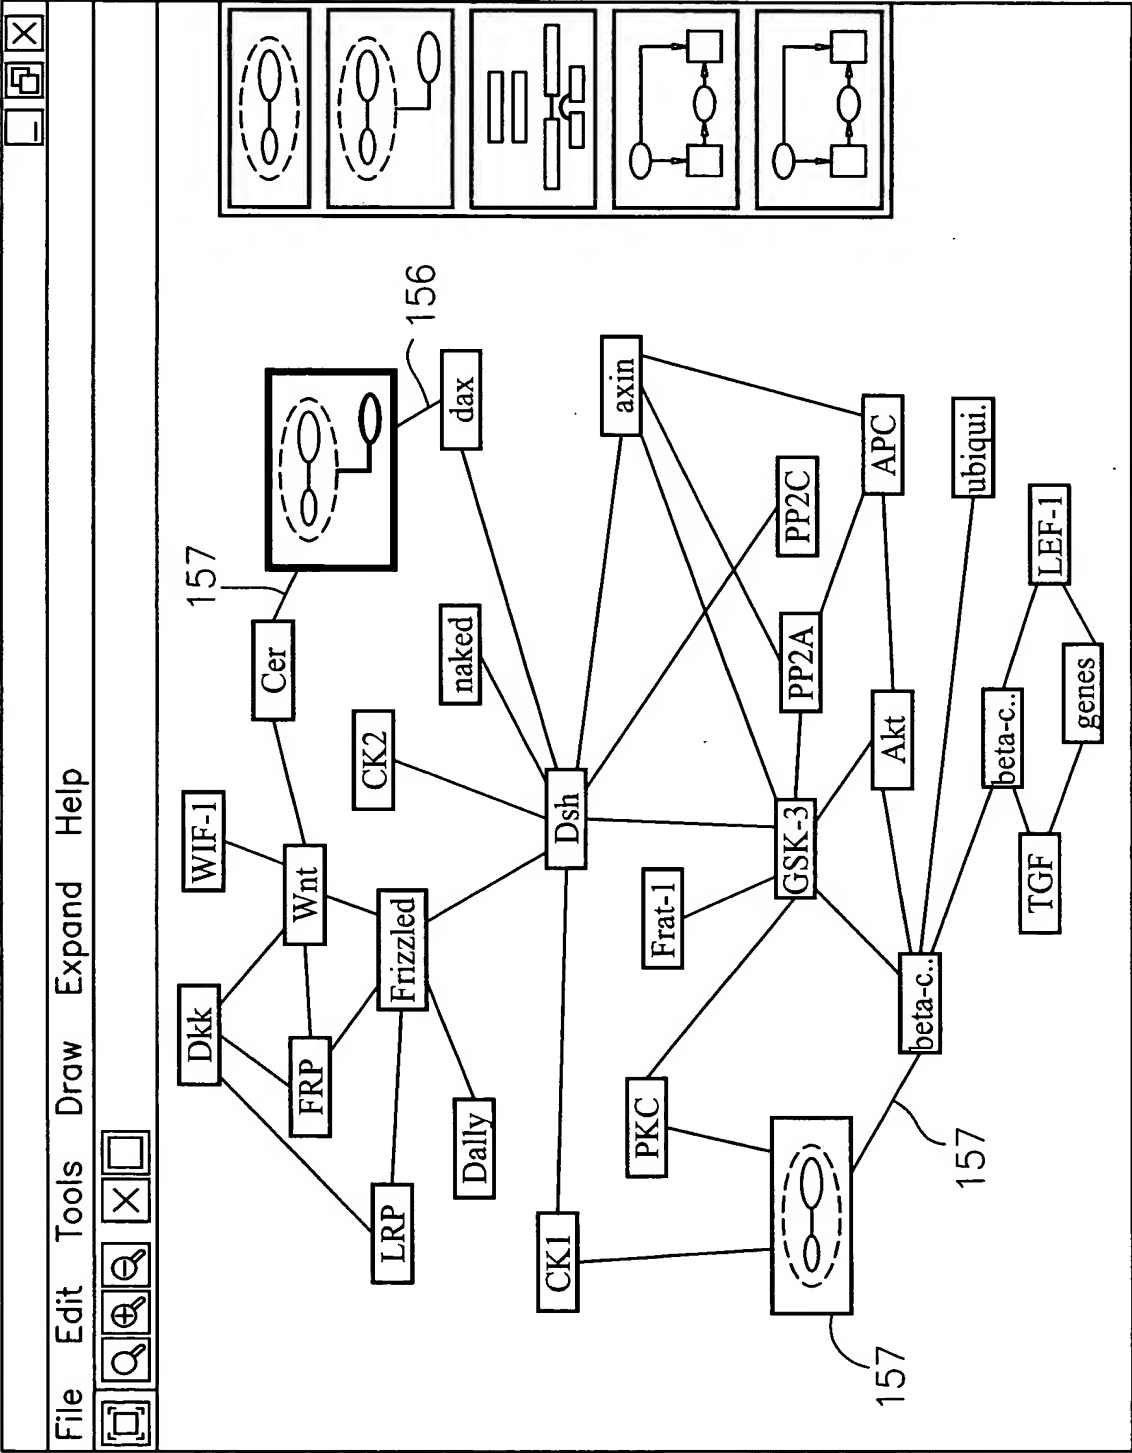 File Edit Tools Draw Expand Help
Dkk
WIF-1
157
Cer
Wnt
FRP
LRP
Frizzled
CK2
156
Dally
naked
dax
CK1
Dsh
axin
PKC
Frat-1
GSK-3
PP2A
PP2C
157
Akt
APC
beta-c..
157
ubiqui.
beta-c..
TGF
LEF-1
genes